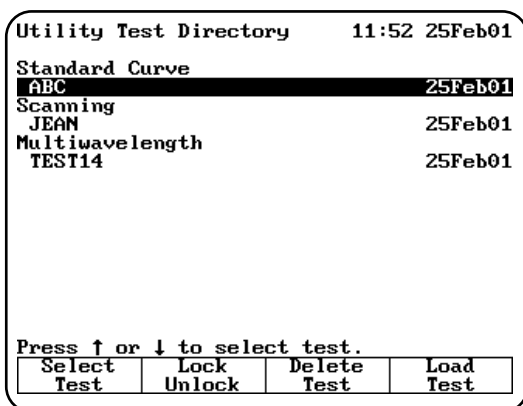 Utility Test Directory 11:52 25Feb01
Standard Curve
ABC 25Feb01
Scanning
JEAN 25Feb01
Multiwavelength
TEST14 25Feb01
Press ↑ or ↓ to select test.
Select Lock Delete Load
Test Unlock Test Test